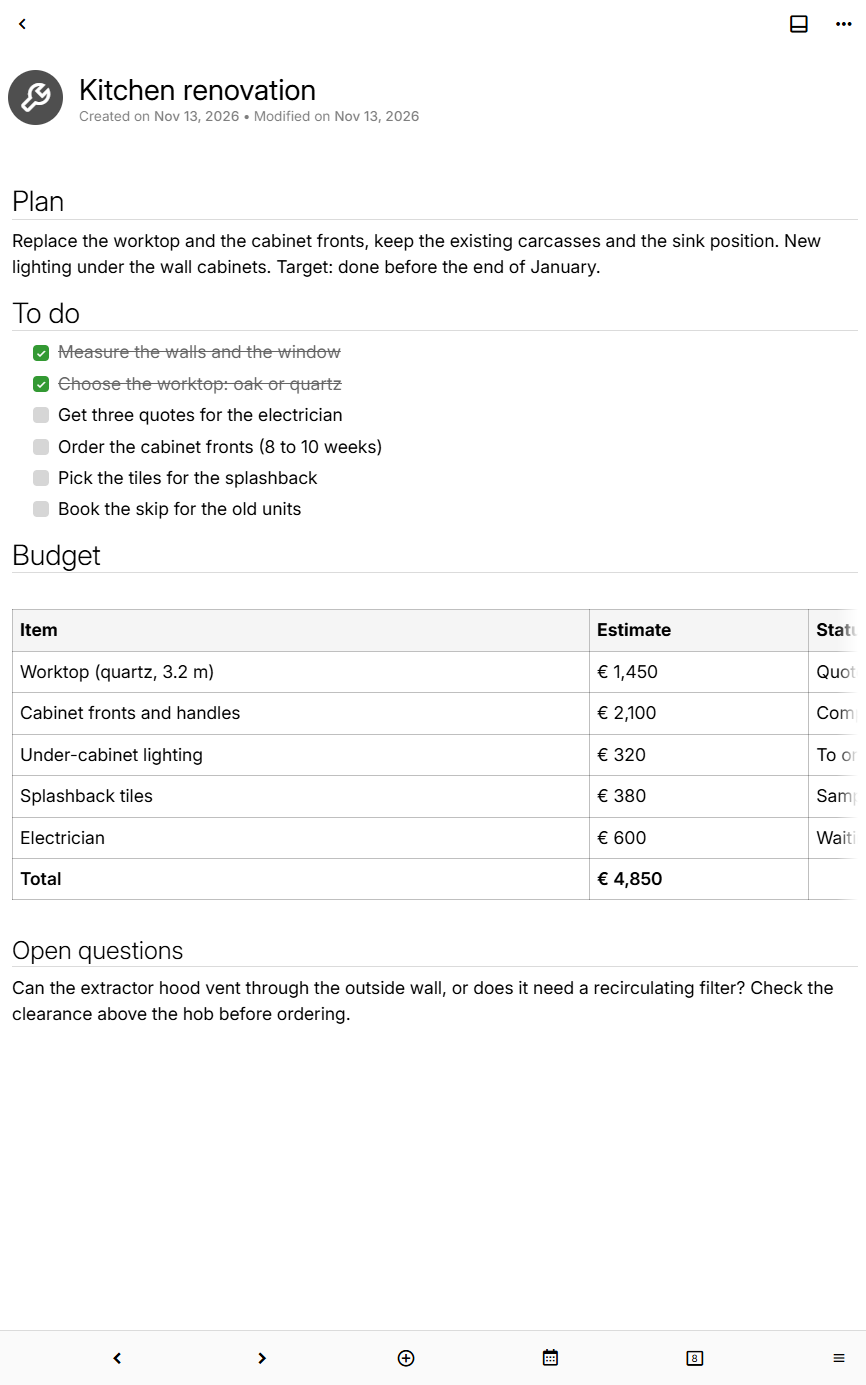 Kitchen renovation
Created on Nov 13, 2026 • Modified on Nov 13, 2026
Plan
Replace the worktop and the cabinet fronts, keep the existing carcasses and the sink position. New
lighting under the wall cabinets. Target: done before the end of January.
To do
Measure the walls and the window
Choose the worktop: oak or quartz
Get three quotes for the electrician
Order the cabinet fronts (8 to 10 weeks)
Pick the tiles for the splashback
Book the skip for the old units
Budget
Item Estimate
Worktop (quartz, 3.2 m) € 1,450
Cabinet fronts and handles € 2,100
Under-cabinet lighting € 320
Splashback tiles € 380
Electrician € 600
Total € 4,850
Open questions
Can the extractor hood vent through the outside wall, or does it need a recirculating filter? Check the
clearance above the hob before ordering.
8